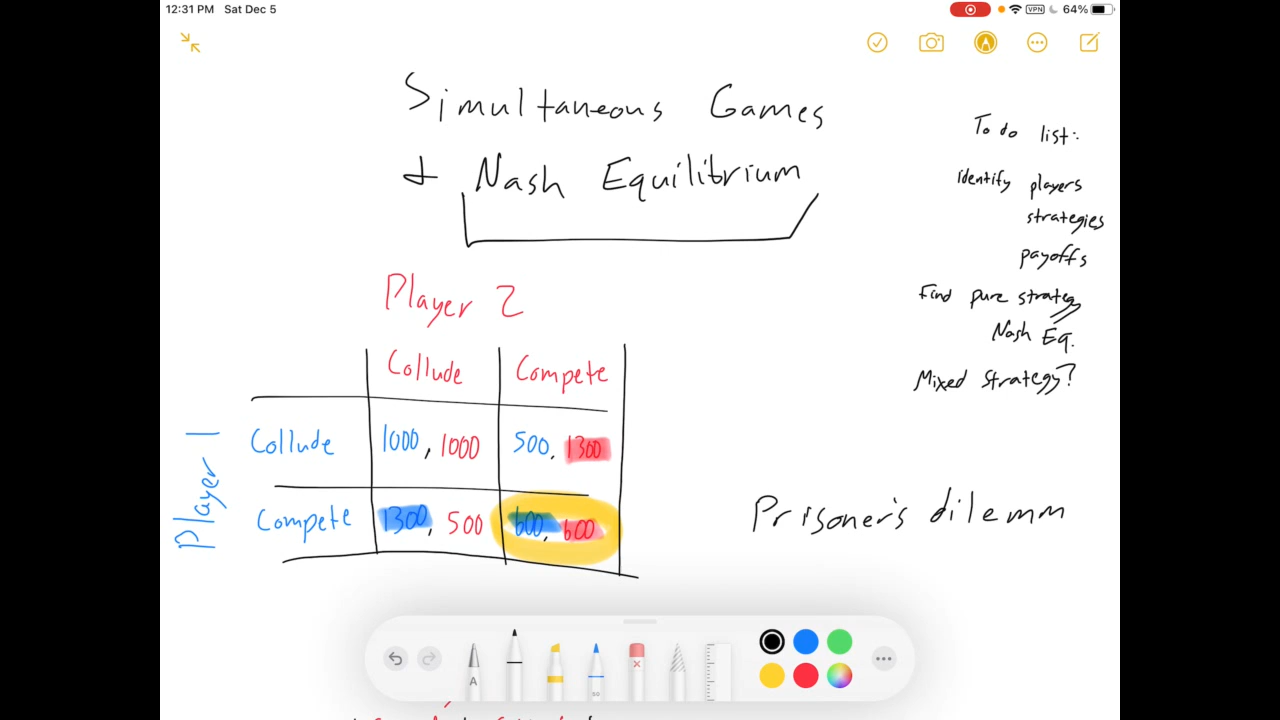 12:31 PM Sat Dec 5
VPN 64%
Simultaneous Games
+ Nash Equilibrium
To do list:
identify players
strategies
payoffs
Find pure strategy
Nash Eq.
Mixed Strategy?
Player 2
Collude Compete
Player 1
Collude 1000, 1000 500, 1300
Compete 1300, 500 600, 600
Prisoner's dilemm
A